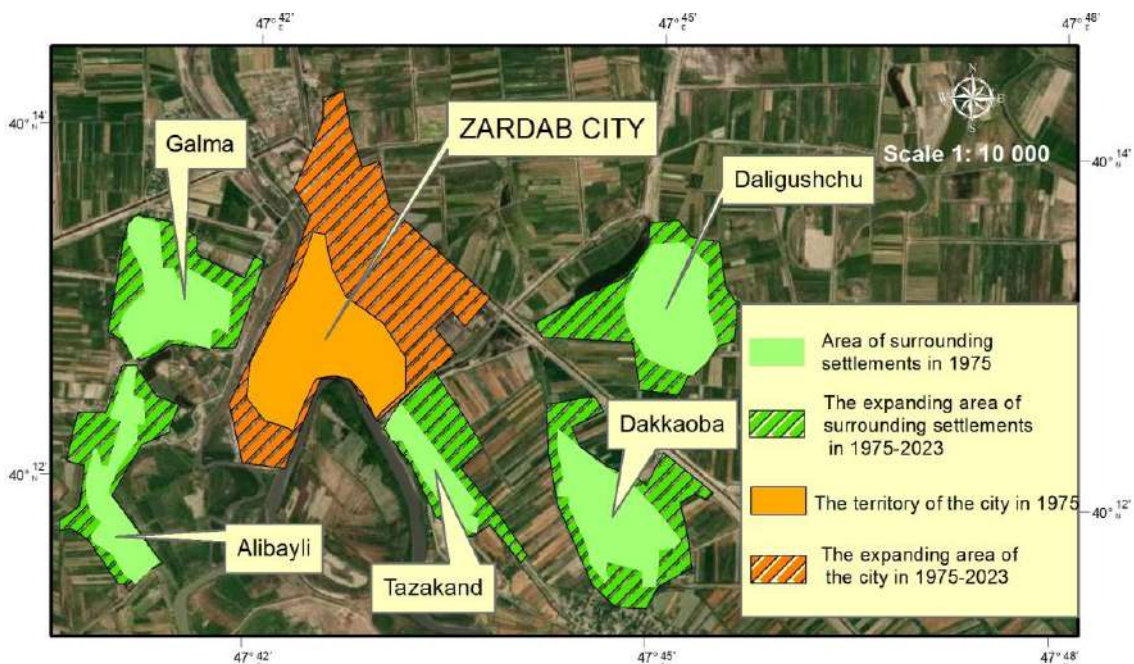 47° 42' E
47° 45' E
47° 48' E
40° 14' N
40° 14' N
40° 12' N
40° 12' N
47° 42'
47° 45'
47° 48'
N
W
E
S
Scale 1: 10 000
ZARDAB CITY
Galma
Daligushchu
Dakkaoba
Alibayli
Tazakand
Area of surrounding
settlements in 1975
The expanding area of
surrounding settlements
in 1975-2023
The territory of the city in 1975
The expanding area of
the city in 1975-2023